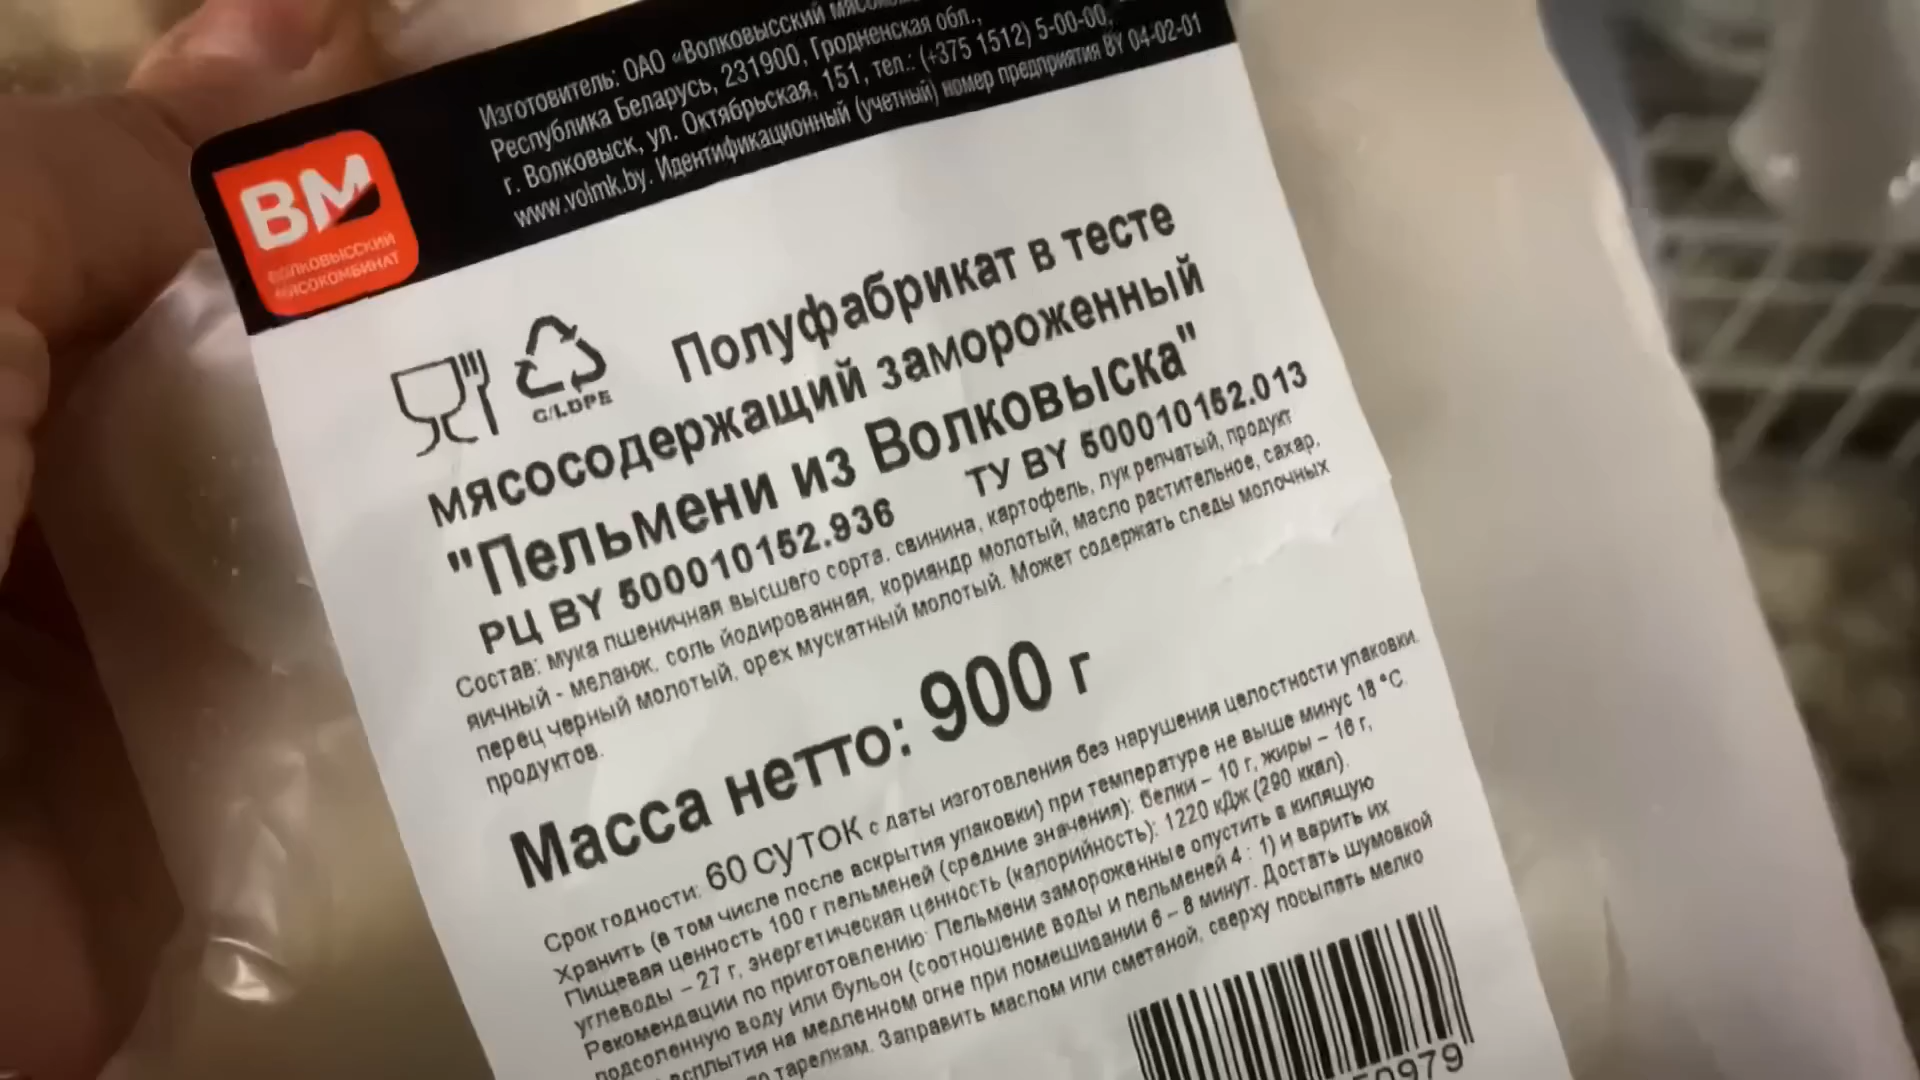 Изготовитель: ОАО «Волковысский
Республика Беларусь, 231900, Гродненская обл.,
г. Волковыск, ул. Октябрьская, 151, тел.: (+375 1512) 5-00-00,
www.volmk.by. Идентификационный (учетный) номер предприятия BY 04-02-01
ВМ
ВОЛКОВЫССКИЙ
МЯСОКОМБИНАТ
C/LDPE
Полуфабрикат в тесте
мясосодержащий замороженный
"Пельмени из Волковыска"
РЦ BY 500010152.936 ТУ BY 500010152.013
Состав: мука пшеничная высшего сорта, свинина, картофель, лук репчатый, продукт
яичный - меланж, соль йодированная, кориандр молотый, масло растительное, сахар,
перец черный молотый, орех мускатный молотый. Может содержать следы молочных
продуктов.
Масса нетто: 900 г
Срок годности: 60 суток с даты изготовления без нарушения целостности упаковки.
Хранить (в том числе после вскрытия упаковки) при температуре не выше минус 18 °С.
Пищевая ценность 100 г пельменей (средние значения): белки – 10 г, жиры – 16 г,
углеводы – 27 г, энергетическая ценность (калорийность): 1220 кДж (290 ккал).
Рекомендации по приготовлению: Пельмени замороженные опустить в кипящую
подсоленную воду или бульон (соотношение воды и пельменей 4 : 1) и варить их
всплытия на медленном огне при помешивании 6 – 8 минут. Достать шумовкой
тарелкам. Заправить маслом или сметаной, сверху посыпать мелко
50979